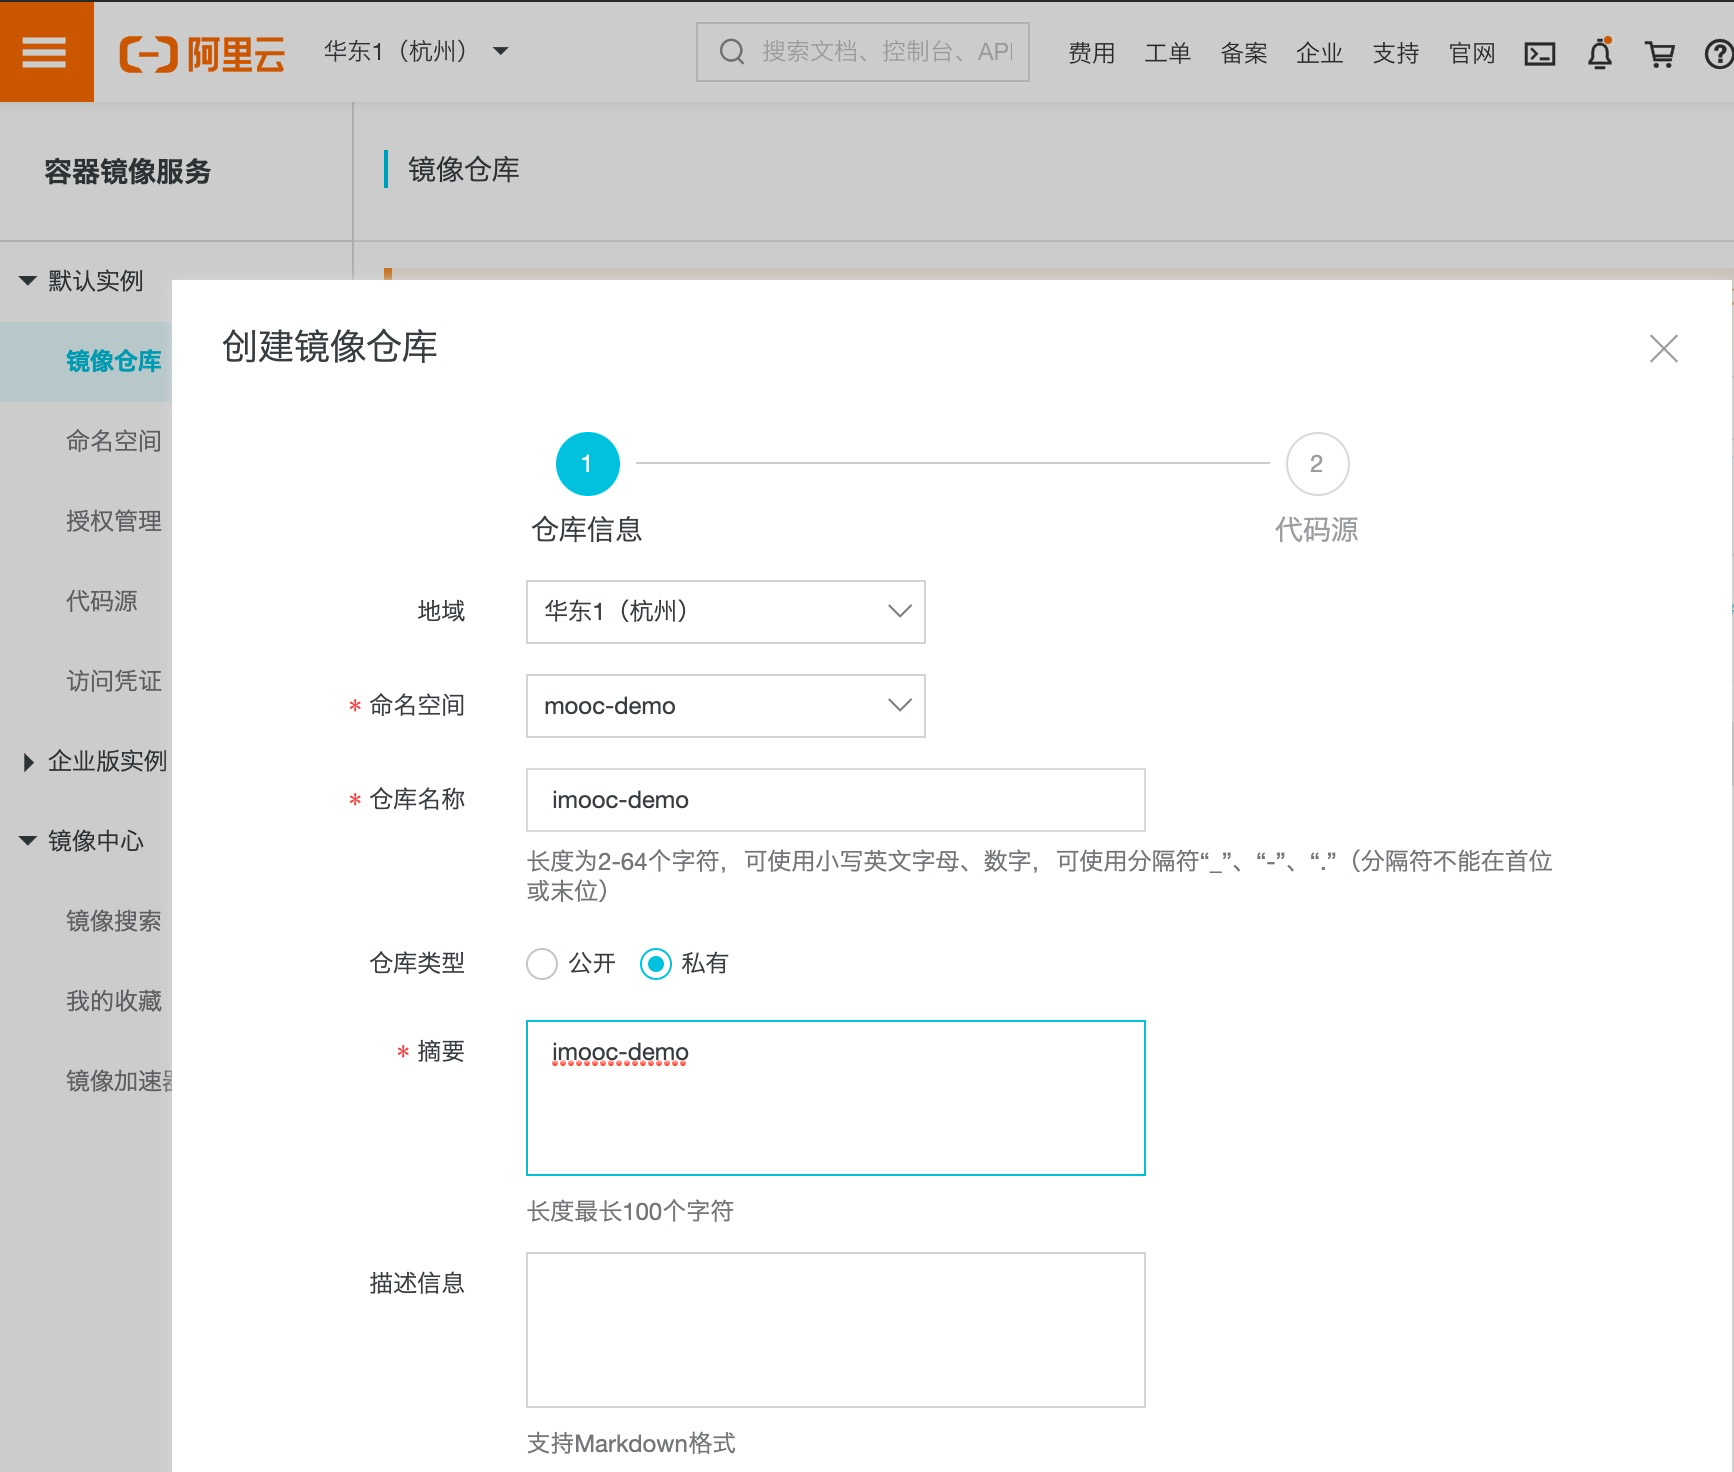 阿里云
华东1（杭州）
搜索文档、控制台、API
费用
工单
备案
企业
支持
官网
容器镜像服务
镜像仓库
默认实例
镜像仓库
命名空间
授权管理
代码源
访问凭证
企业版实例
镜像中心
镜像搜索
我的收藏
镜像加速器
创建镜像仓库
1
2
仓库信息
代码源
地域
华东1（杭州）
* 命名空间
mooc-demo
* 仓库名称
imooc-demo
长度为2-64个字符，可使用小写英文字母、数字，可使用分隔符“_”、“-”、“.”（分隔符不能在首位
或末位）
仓库类型
公开
私有
* 摘要
imooc-demo
长度最长100个字符
描述信息
支持Markdown格式